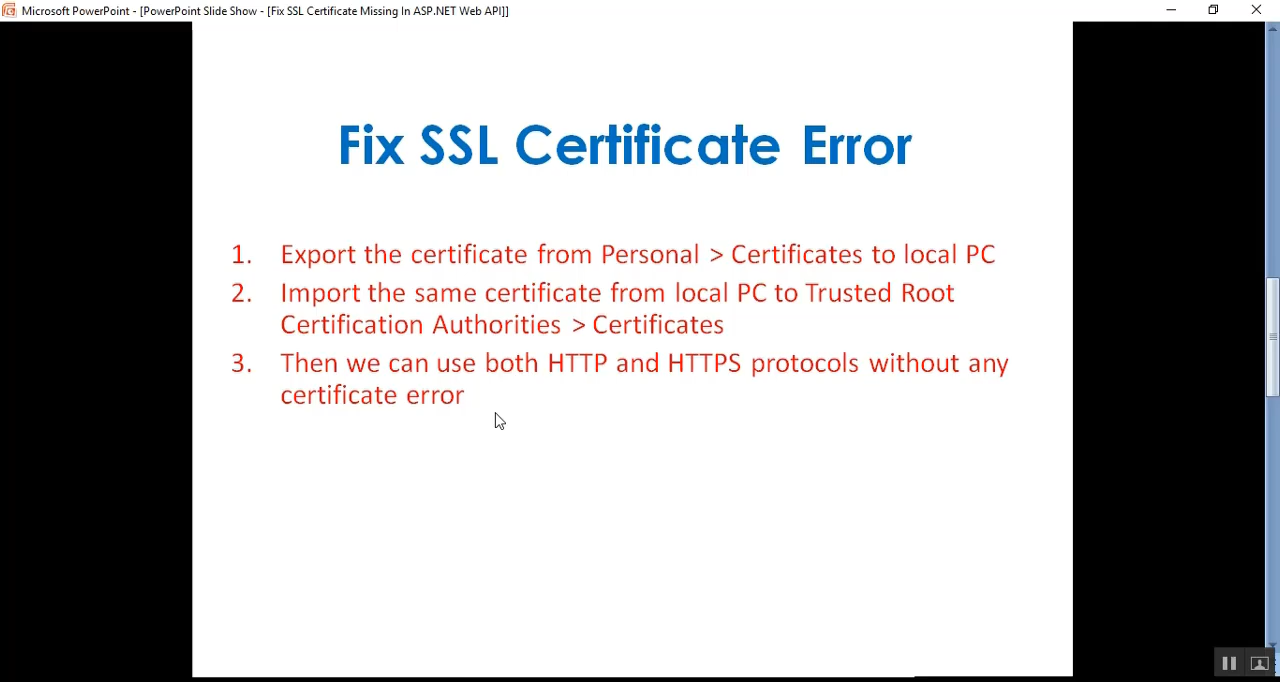 Microsoft PowerPoint - [PowerPoint Slide Show - [Fix SSL Certificate Missing In ASP.NET Web API]]
Fix SSL Certificate Error
1. Export the certificate from Personal > Certificates to local PC
2. Import the same certificate from local PC to Trusted Root
Certification Authorities > Certificates
3. Then we can use both HTTP and HTTPS protocols without any
certificate error